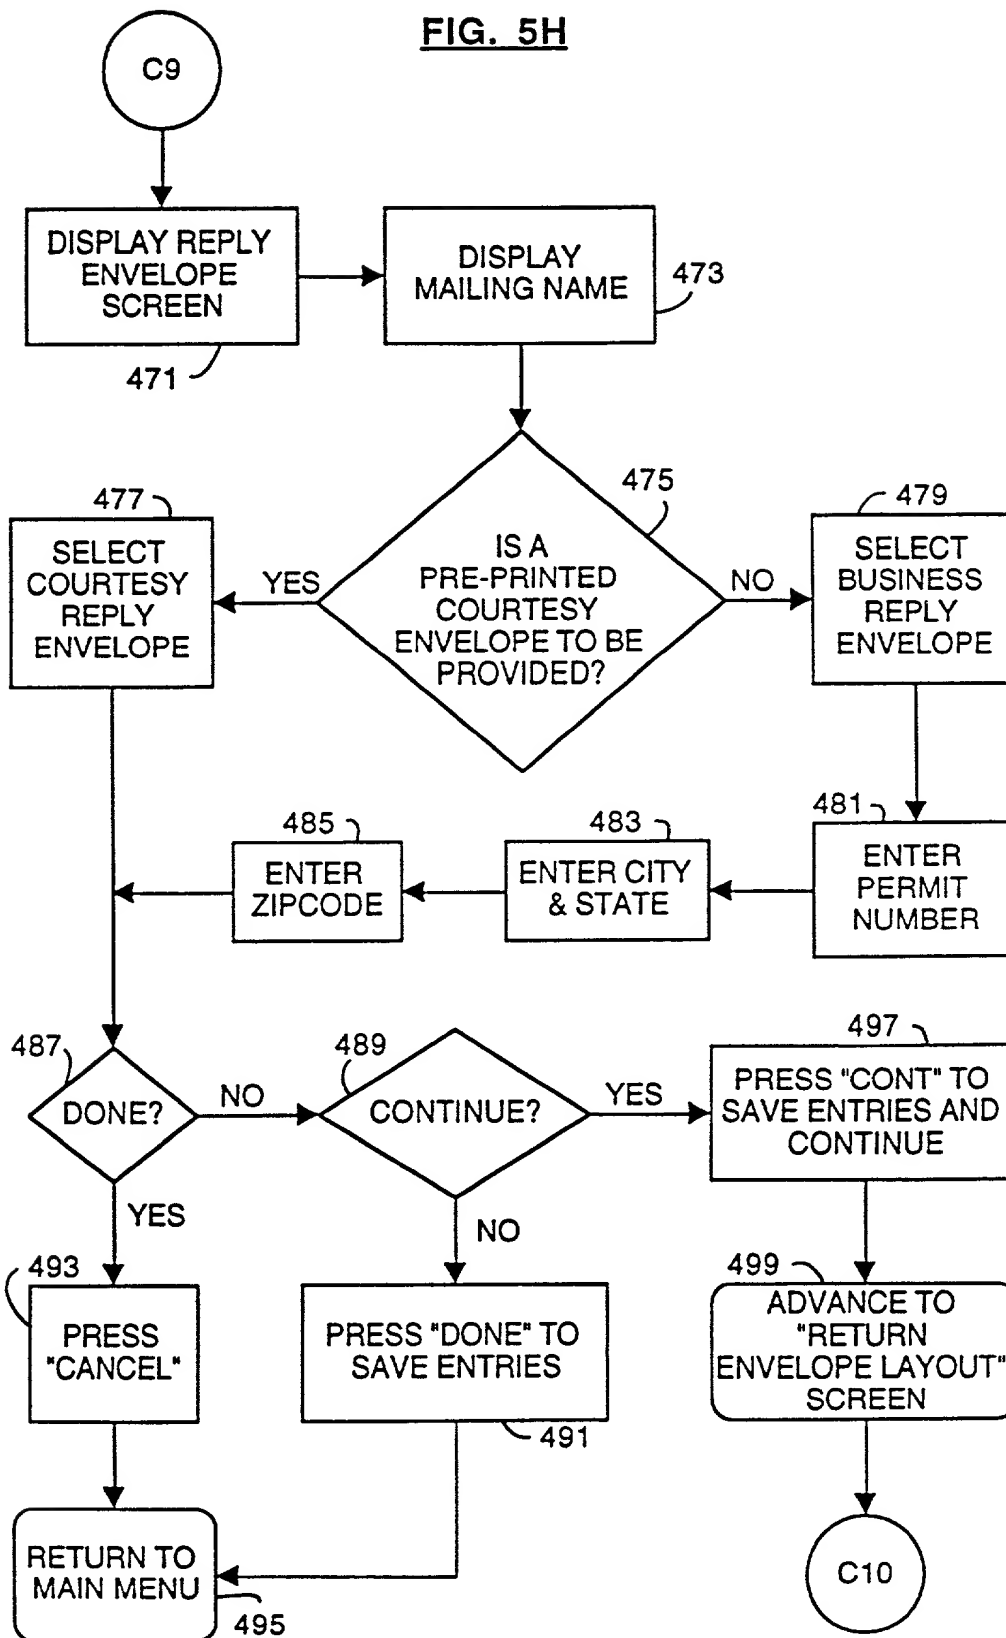 FIG. 5H
C9
DISPLAY REPLY
ENVELOPE
SCREEN
471
DISPLAY
MAILING NAME
473
475
IS A
PRE-PRINTED
COURTESY
ENVELOPE TO BE
PROVIDED?
YES
NO
477
SELECT
COURTESY
REPLY
ENVELOPE
479
SELECT
BUSINESS
REPLY
ENVELOPE
481
ENTER
PERMIT
NUMBER
483
ENTER CITY
& STATE
485
ENTER
ZIPCODE
487
DONE?
NO
YES
489
CONTINUE?
YES
NO
497
PRESS "CONT" TO
SAVE ENTRIES AND
CONTINUE
493
PRESS
"CANCEL"
PRESS "DONE" TO
SAVE ENTRIES
491
499
ADVANCE TO
"RETURN
ENVELOPE LAYOUT"
SCREEN
RETURN TO
MAIN MENU
495
C10